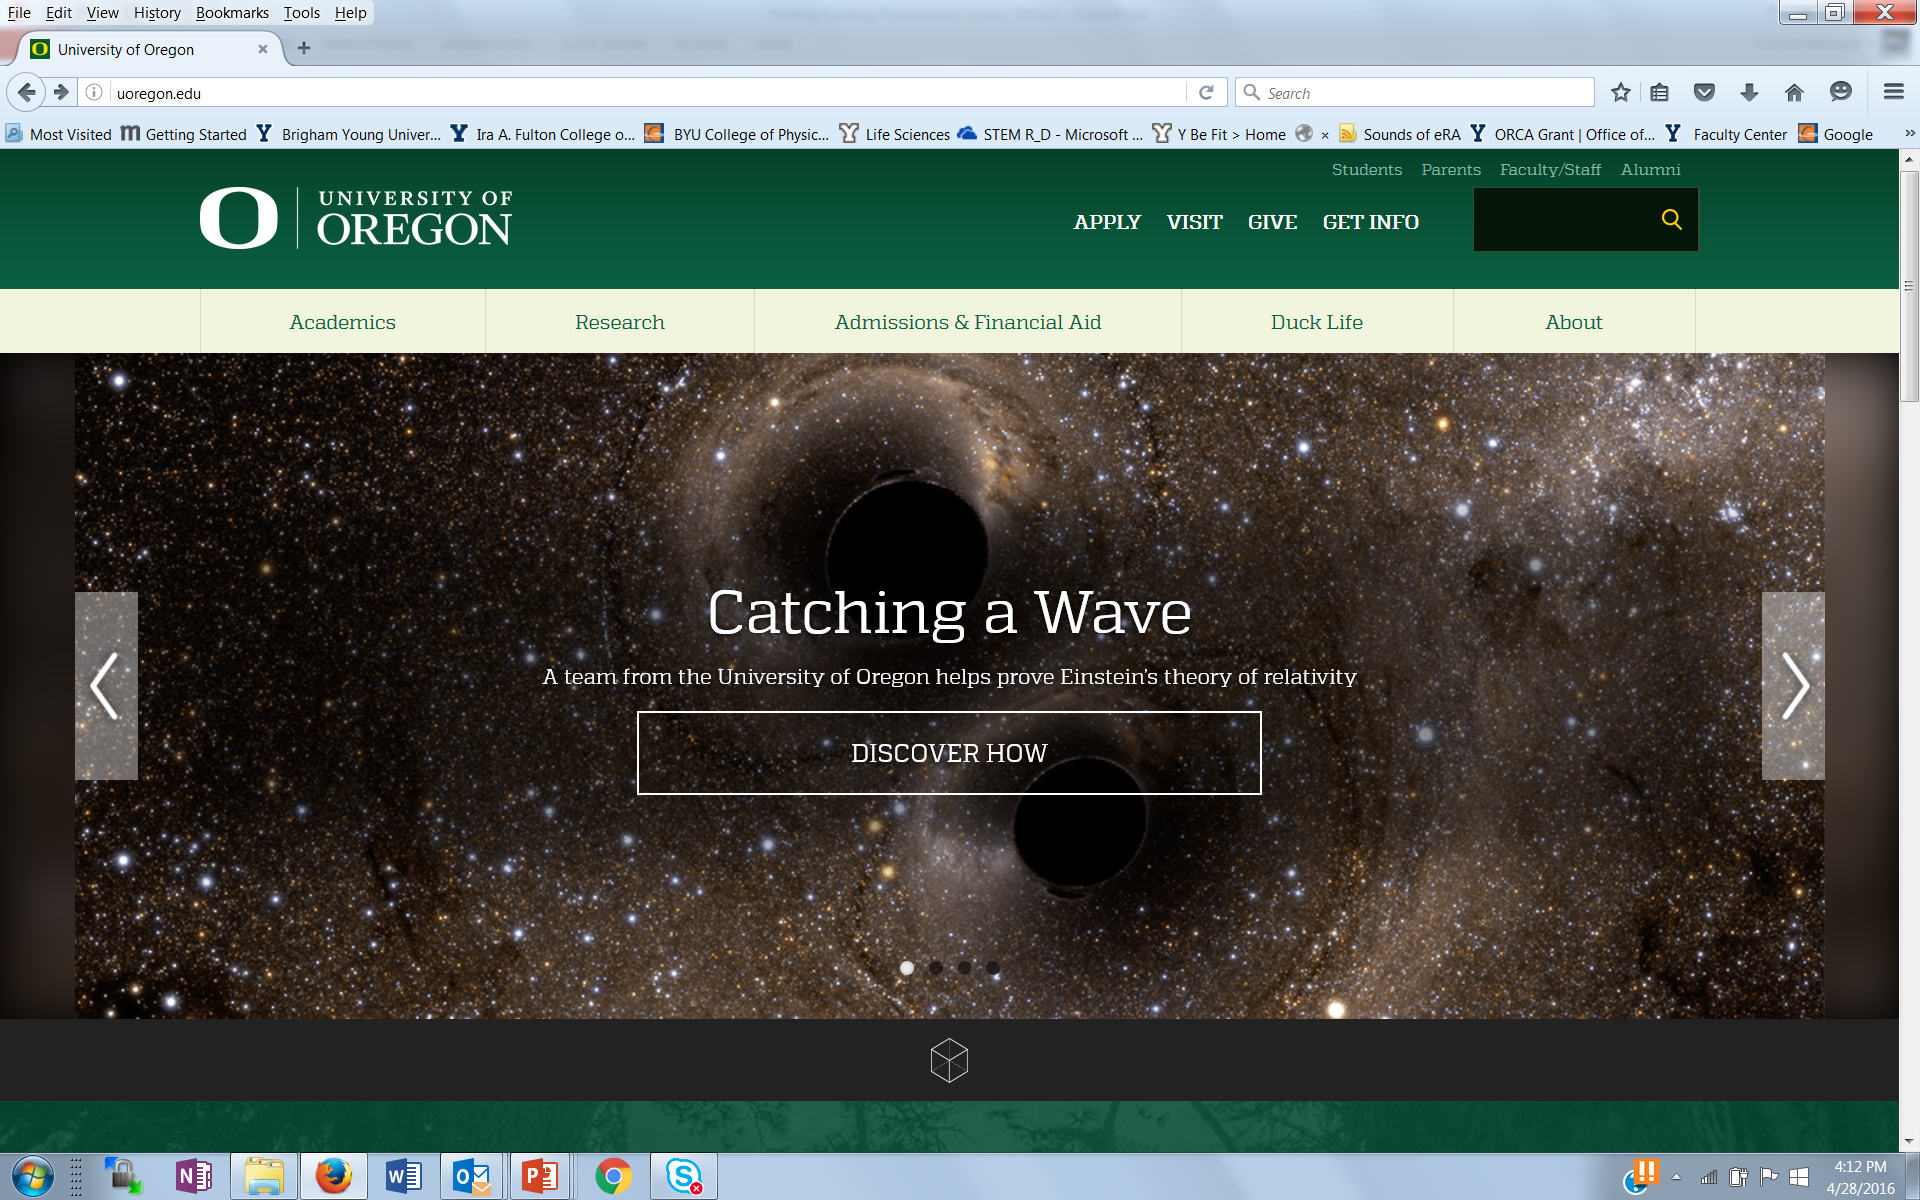 File Edit View History Bookmarks Tools Help
University of Oregon
uoregon.edu
Search
Most Visited Getting Started Brigham Young Univer... Ira A. Fulton College o... BYU College of Physic... Life Sciences STEM R_D - Microsoft ... Y Be Fit > Home Sounds of eRA ORCA Grant | Office of... Faculty Center Google
Students Parents Faculty/Staff Alumni
UNIVERSITY OF
OREGON
APPLY VISIT GIVE GET INFO
Academics Research Admissions & Financial Aid Duck Life About
Catching a Wave
A team from the University of Oregon helps prove Einstein's theory of relativity
DISCOVER HOW
4:12 PM
4/28/2016